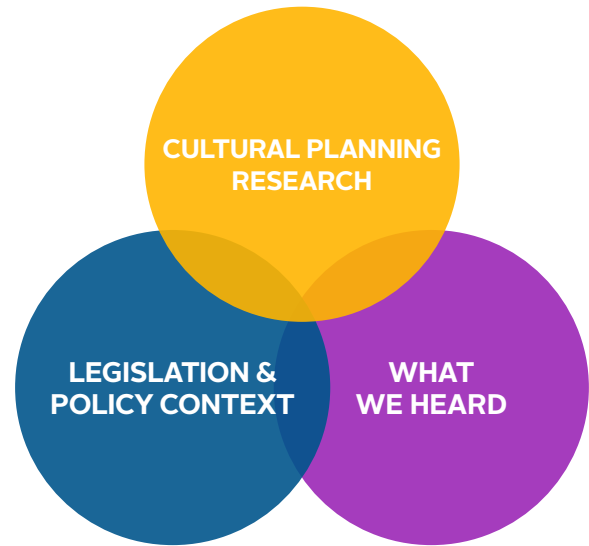 CULTURAL PLANNING
RESEARCH
LEGISLATION &
POLICY CONTEXT
WHAT
WE HEARD